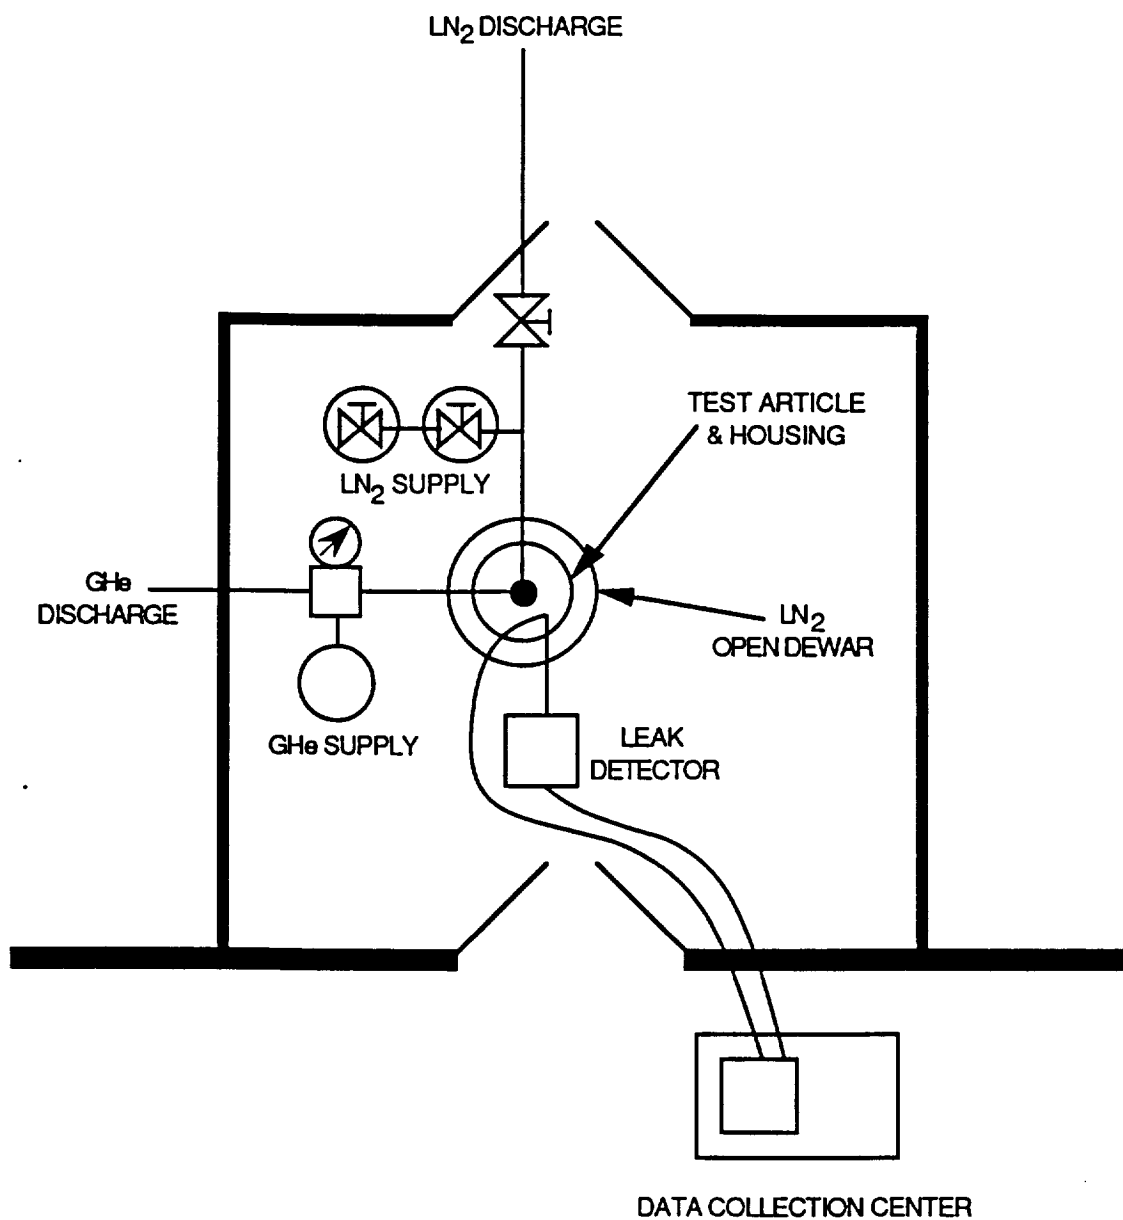 LN₂ DISCHARGE
TEST ARTICLE
& HOUSING
LN₂ SUPPLY
GHe
DISCHARGE
LN₂
OPEN DEWAR
GHe SUPPLY
LEAK
DETECTOR
DATA COLLECTION CENTER